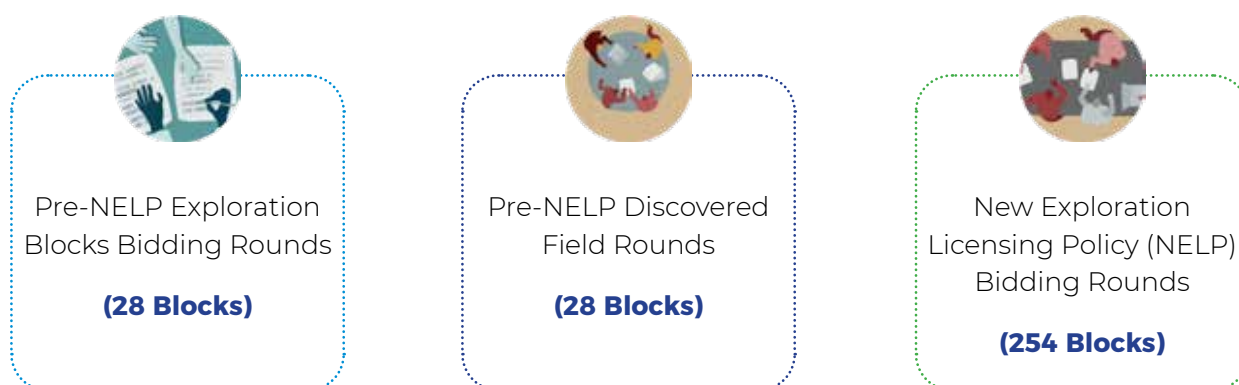 Pre-NELP Exploration
Blocks Bidding Rounds
(28 Blocks)
Pre-NELP Discovered
Field Rounds
(28 Blocks)
New Exploration
Licensing Policy (NELP)
Bidding Rounds
(254 Blocks)